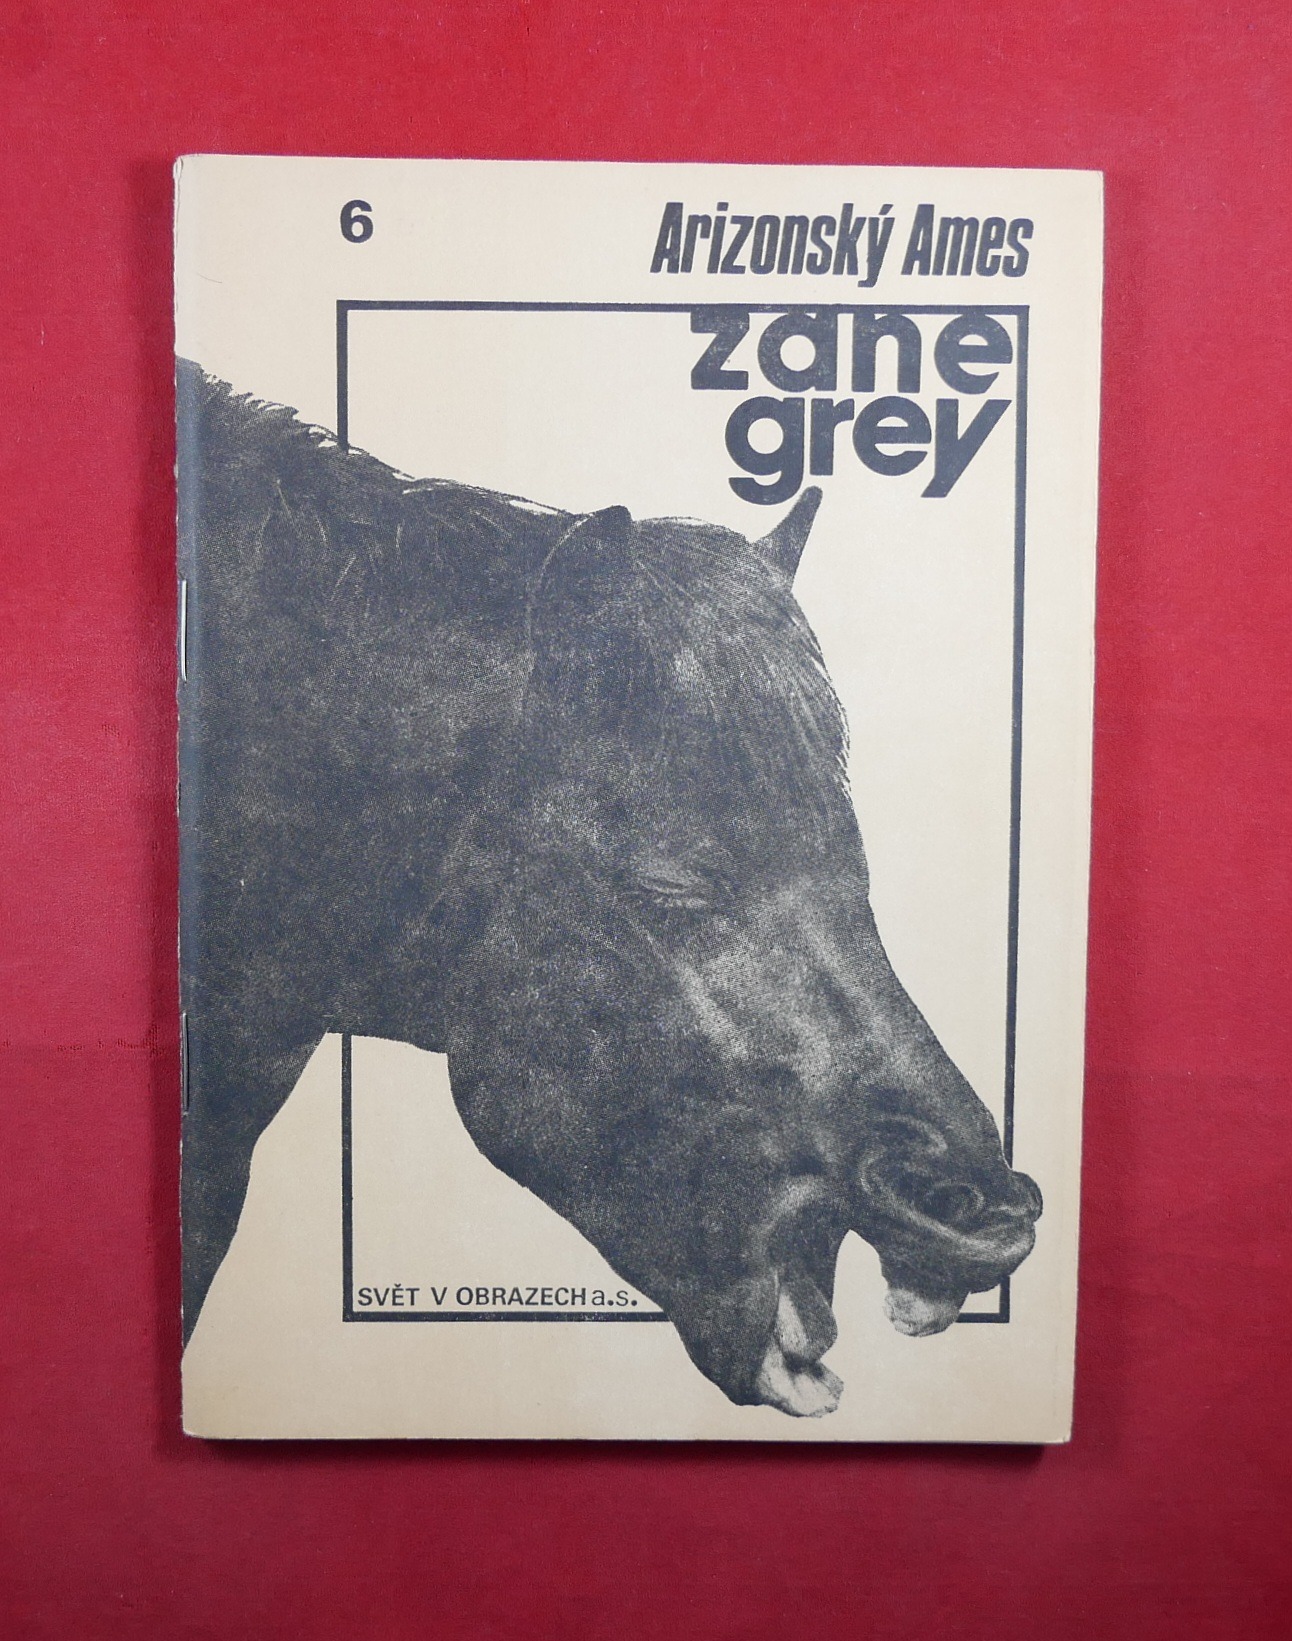 6
Arizonský Ames
zane
grey
SVĚT V OBRAZECH a.s.